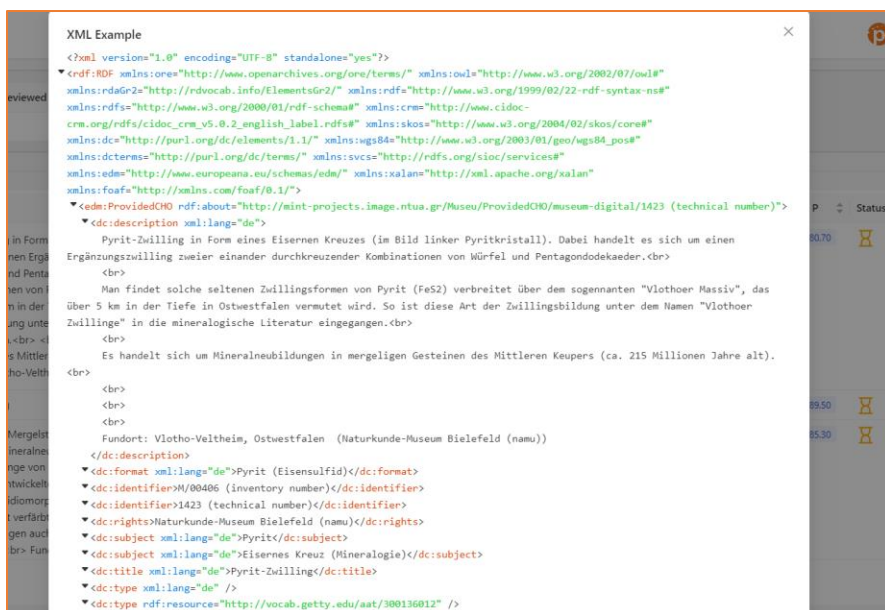 XML Example
<?xml version="1.0" encoding="UTF-8" standalone="yes"?>
<rdf:RDF xmlns:ore="http://www.openarchives.org/ore/terms/" xmlns:owl="http://www.w3.org/2002/07/owl#"
xmlns:rdaGr2="http://rdvocab.info/ElementsGr2/" xmlns:rdf="http://www.w3.org/1999/02/22-rdf-syntax-ns#"
xmlns:rdfs="http://www.w3.org/2000/01/rdf-schema#" xmlns:crm="http://www.cidoc-
crm.org/rdfs/cidoc_crm_v5.0.2_english_label.rdfs#" xmlns:skos="http://www.w3.org/2004/02/skos/core#"
xmlns:dc="http://purl.org/dc/elements/1.1/" xmlns:wgs84="http://www.w3.org/2003/01/geo/wgs84_pos#"
xmlns:dcterms="http://purl.org/dc/terms/" xmlns:svcs="http://rdfs.org/sioc/services#"
xmlns:edm="http://www.europeana.eu/schemas/edm/" xmlns:xalan="http://xml.apache.org/xalan"
xmlns:foaf="http://xmlns.com/foaf/0.1/">
<edm:ProvidedCHO rdf:about="http://mint-projects.image.ntua.gr/Museu/ProvidedCHO/museum-digital/1423 (technical number)">
<dc:description xml:lang="de">
Pyrit-Zwilling in Form eines Eisernen Kreuzes (im Bild linker Pyritkristall). Dabei handelt es sich um einen
Ergänzungszwilling zweier einander durchkreuzender Kombinationen von Würfel und Pentagondodekaeder.<br>
<br>
Man findet solche seltenen Zwillingsformen von Pyrit (FeS2) verbreitet über dem sogennanten "Vlothoer Massiv", das
über 5 km in der Tiefe in Ostwestfalen vermutet wird. So ist diese Art der Zwillingsbildung unter dem Namen "Vlothoer
Zwillinge" in die mineralogische Literatur eingegangen.<br>
<br>
Es handelt sich um Mineralneubildungen in mergeligen Gesteinen des Mittleren Keupers (ca. 215 Millionen Jahre alt).
<br>
<br>
<br>
<br>
Fundort: Vlotho-Veltheim, Ostwestfalen (Naturkunde-Museum Bielefeld (namu))
</dc:description>
<dc:format xml:lang="de">Pyrit (Eisensulfid)</dc:format>
<dc:identifier>M/00406 (inventory number)</dc:identifier>
<dc:identifier>1423 (technical number)</dc:identifier>
<dc:rights>Naturkunde-Museum Bielefeld (namu)</dc:rights>
<dc:subject xml:lang="de">Pyrit</dc:subject>
<dc:subject xml:lang="de">Eisernes Kreuz (Mineralogie)</dc:subject>
<dc:title xml:lang="de">Pyrit-Zwilling</dc:title>
<dc:type xml:lang="de" />
<dc:type rdf:resource="http://vocab.getty.edu/aat/300136012" />
P Status
80.70
89.50
85.30